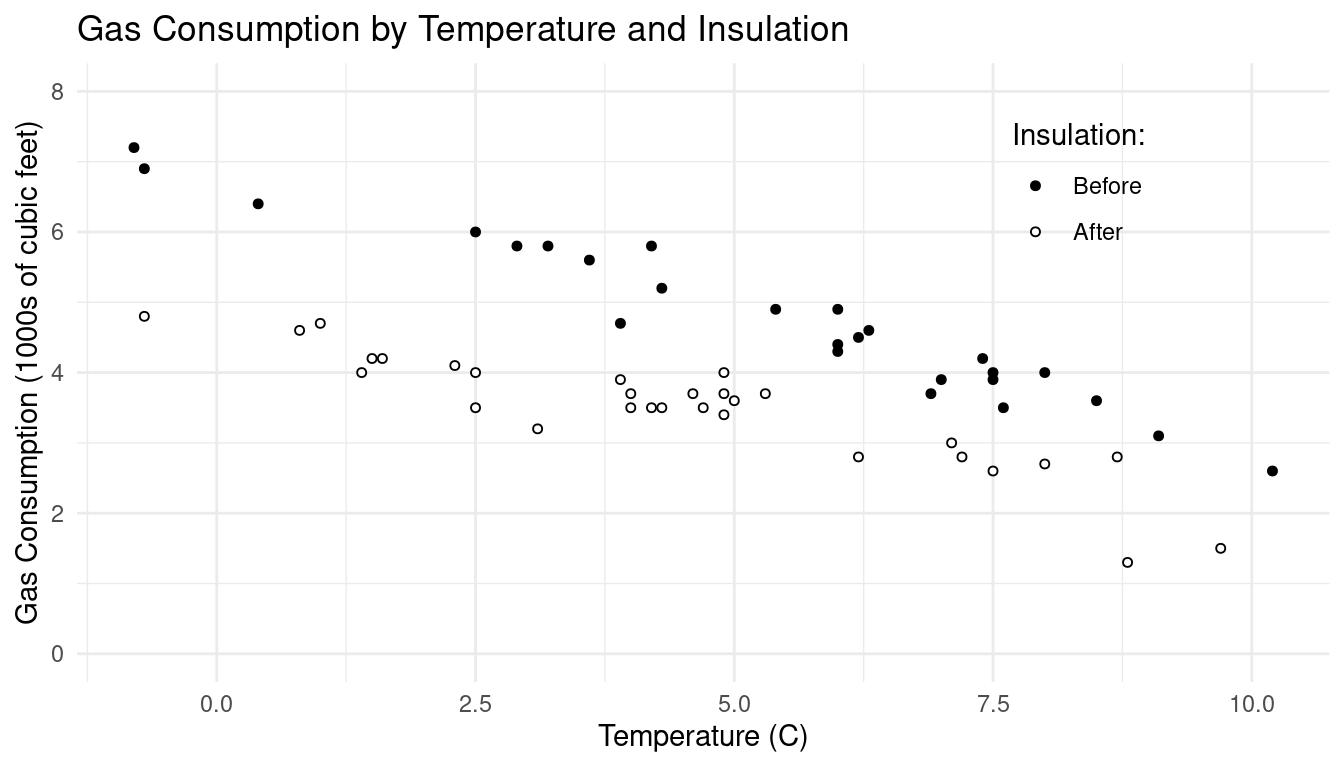 Gas Consumption by Temperature and Insulation
Gas Consumption (1000s of cubic feet)
8
6
4
2
0
Insulation:
Before
After
0.0
2.5
5.0
7.5
10.0
Temperature (C)